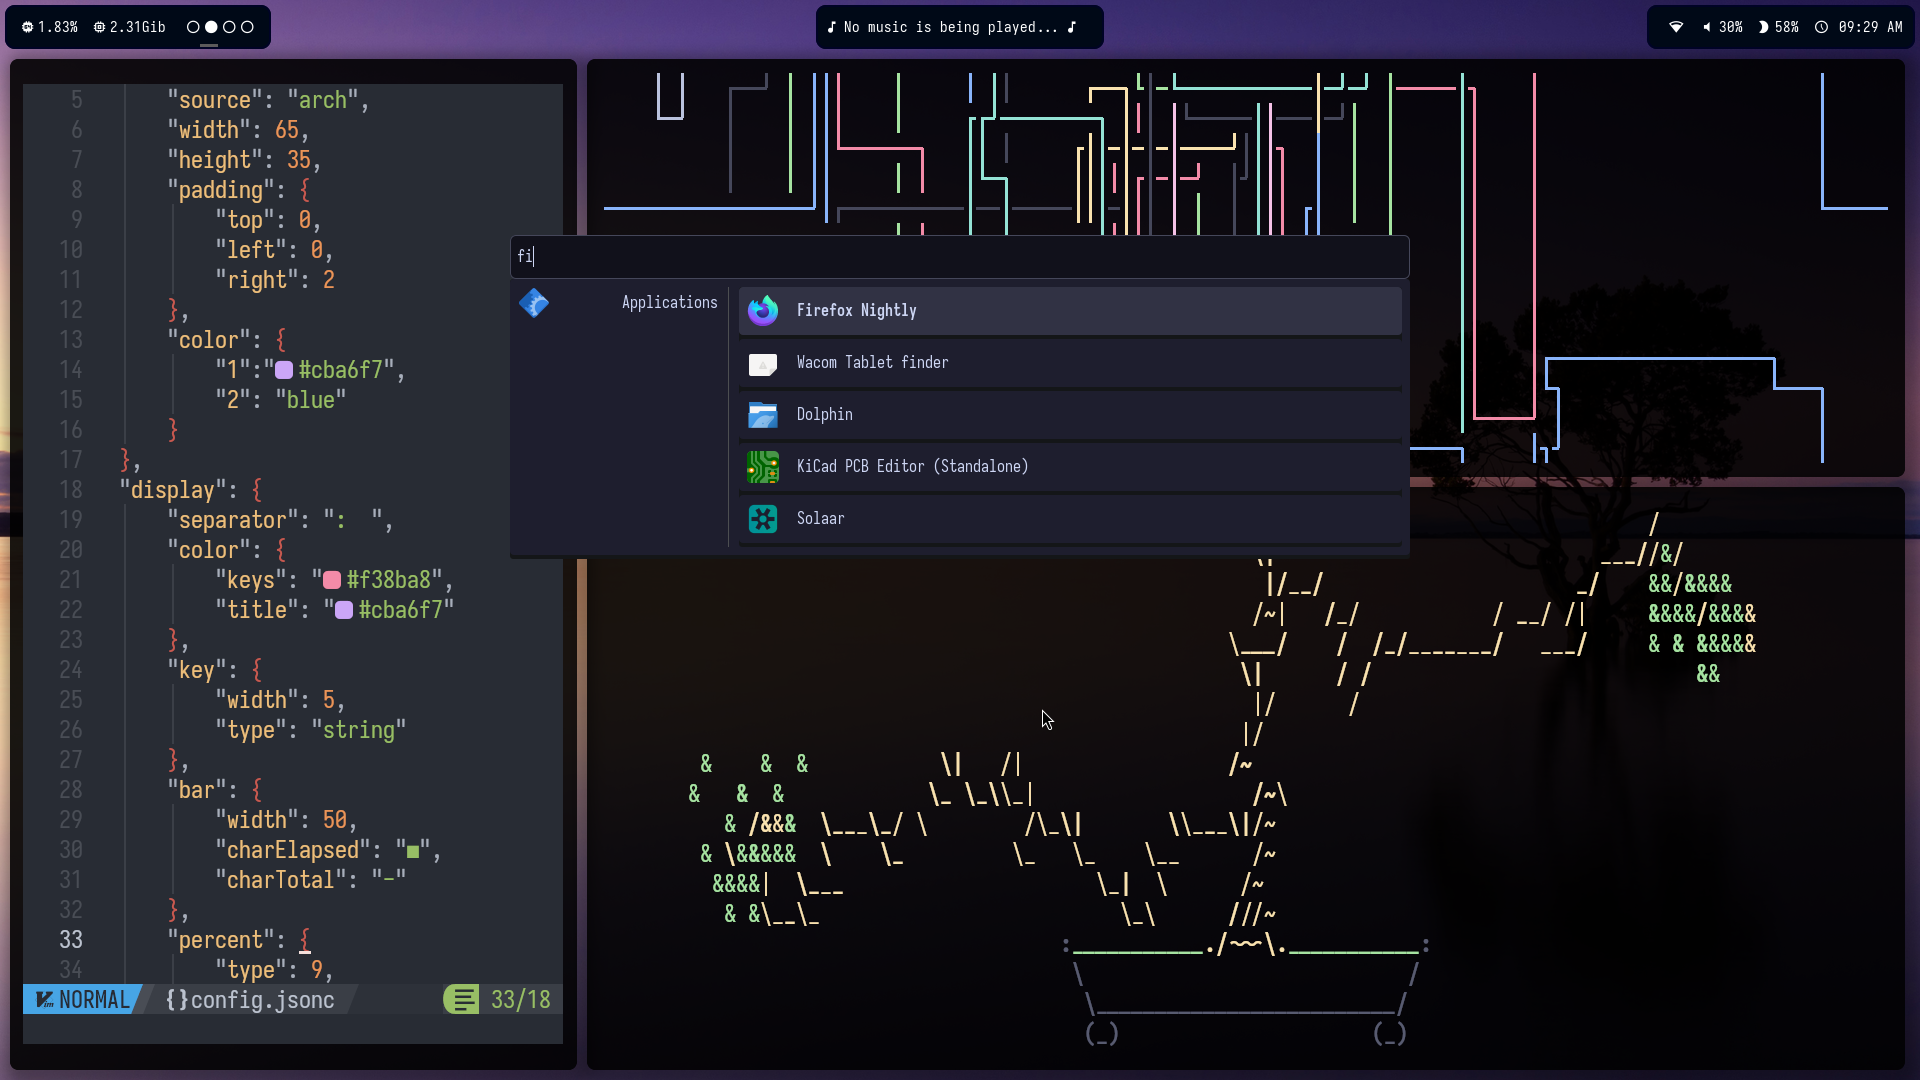 1.83% 2.31Gib
No music is being played...
30% 58% 09:29 AM
5 "source": "arch",
6 "width": 65,
7 "height": 35,
8 "padding": {
9 "top": 0,
10 "left": 0,
11 "right": 2
12 },
13 "color": {
14 "1":"#cba6f7",
15 "2": "blue"
16 }
17 },
18 "display": {
19 "separator": ":  ",
20 "color": {
21 "keys": "#f38ba8",
22 "title": "#cba6f7"
23 },
24 "key": {
25 "width": 5,
26 "type": "string"
27 },
28 "bar": {
29 "width": 50,
30 "charElapsed": "■",
31 "charTotal": "-"
32 },
33 "percent": {
34 "type": 9,
NORMAL {} config.jsonc 33/18
fi
Applications
Firefox Nightly
Wacom Tablet finder
Dolphin
KiCad PCB Editor (Standalone)
Solaar